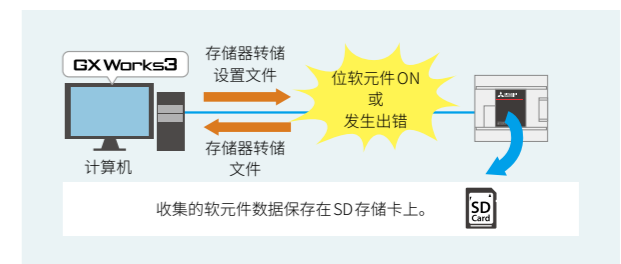 GX Works3
存储器转储
设置文件
位软元件ON
或
发生出错
存储器转储
文件
计算机
收集的软元件数据保存在SD存储卡上。
SD
Card